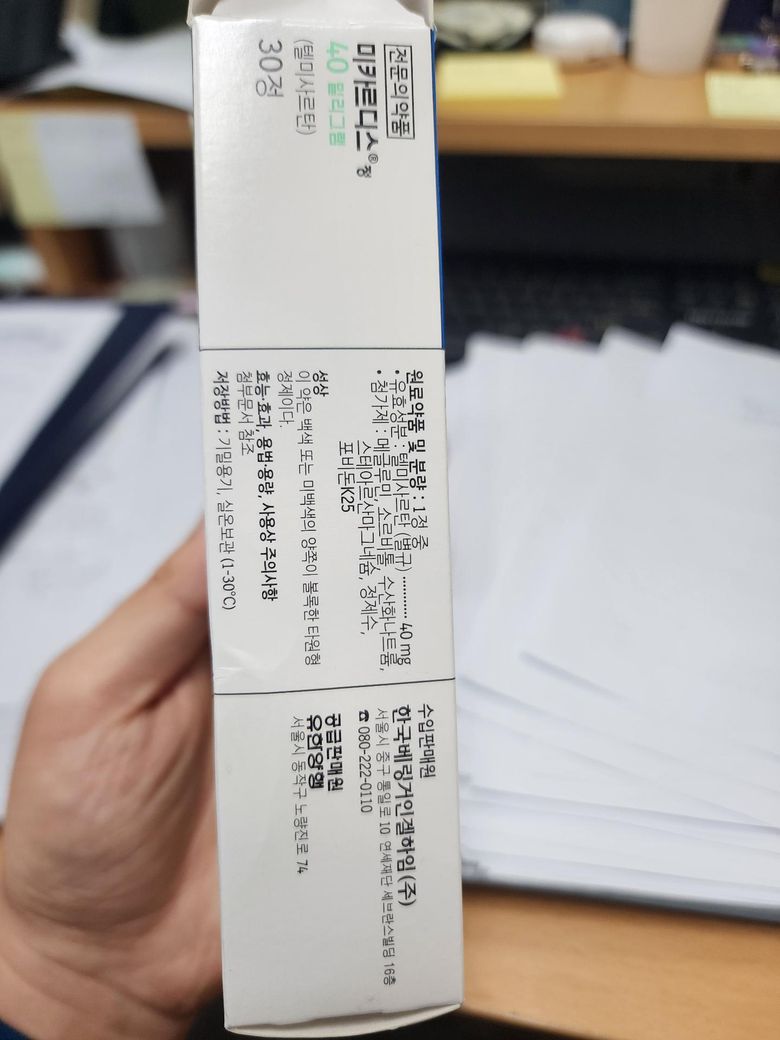 전문의약품
미카르디스®정
40 밀리그램
(텔미사르탄)
30정
원료약품 및 분량 : 1정 중
• 유효성분 : 텔미사르탄 (별규) ··········· 40 mg
• 첨가제 : 메글루민, 소르비톨, 수산화나트륨,
스테아르산마그네슘, 정제수,
포비돈K25
성상
이 약은 백색 또는 미백색의 양쪽이 볼록한 타원형
정제이다.
효능·효과, 용법·용량, 사용상 주의사항
첨부문서 참조
저장방법 : 기밀용기, 실온보관 (1-30°C)
수입판매원
한국베링거인겔하임 (주)
서울시 중구 통일로 10 연세재단 세브란스빌딩 16층
☎ 080-222-0110
공급판매원
유한양행
서울시 동작구 노량진로 74